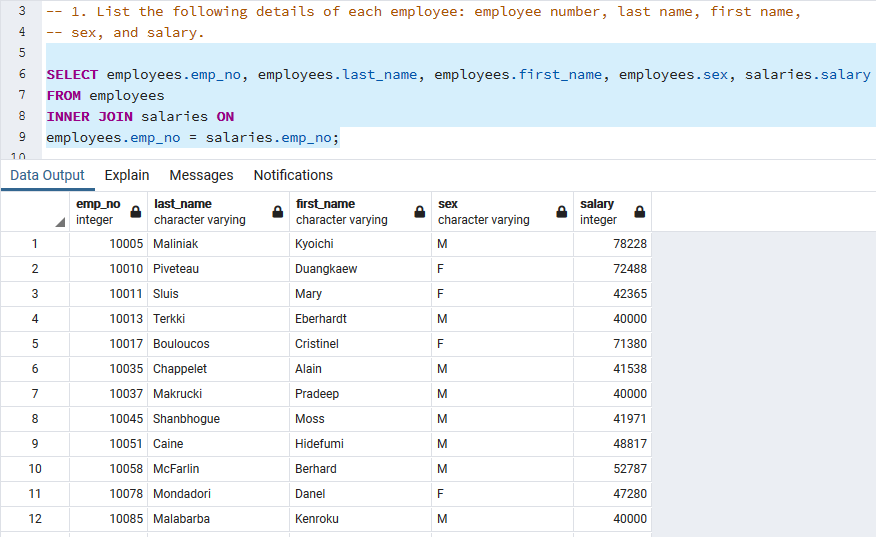 3 -- 1. List the following details of each employee: employee number, last name, first name,
4 -- sex, and salary.
5
6 SELECT employees.emp_no, employees.last_name, employees.first_name, employees.sex, salaries.salary
7 FROM employees
8 INNER JOIN salaries ON
9 employees.emp_no = salaries.emp_no;
10
Data Output Explain Messages Notifications
emp_no last_name first_name sex salary
integer character varying character varying character varying integer
1 10005 Maliniak Kyoichi M 78228
2 10010 Piveteau Duangkaew F 72488
3 10011 Sluis Mary F 42365
4 10013 Terkki Eberhardt M 40000
5 10017 Bouloucos Cristinel F 71380
6 10035 Chappelet Alain M 41538
7 10037 Makrucki Pradeep M 40000
8 10045 Shanbhogue Moss M 41971
9 10051 Caine Hidefumi M 48817
10 10058 McFarlin Berhard M 52787
11 10078 Mondadori Danel F 47280
12 10085 Malabarba Kenroku M 40000